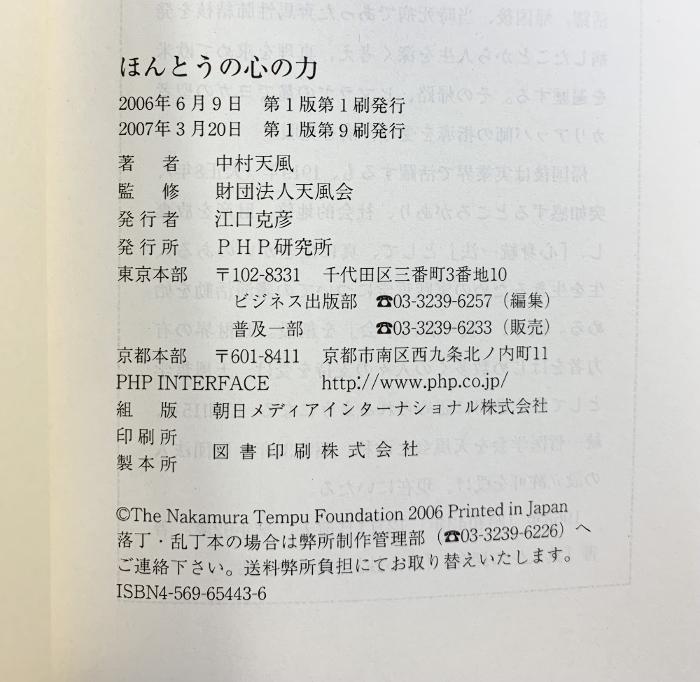 ほんとうの心の力
2006年6月9日　第1版第1刷発行
2007年3月20日　第1版第9刷発行
著者　中村天風
監修　財団法人天風会
発行者　江口克彦
発行所　PHP研究所
東京本部　〒102-8331　千代田区三番町3番地10
ビジネス出版部　☎03-3239-6257（編集）
普及一部　☎03-3239-6233（販売）
京都本部　〒601-8411　京都市南区西九条北ノ内町11
PHP INTERFACE　http://www.php.co.jp/
組版　朝日メディアインターナショナル株式会社
印刷所
製本所　図書印刷株式会社
©The Nakamura Tempu Foundation 2006 Printed in Japan
落丁・乱丁本の場合は弊所制作管理部（☎03-3239-6226）へ
ご連絡下さい。送料弊所負担にてお取り替えいたします。
ISBN4-569-65443-6